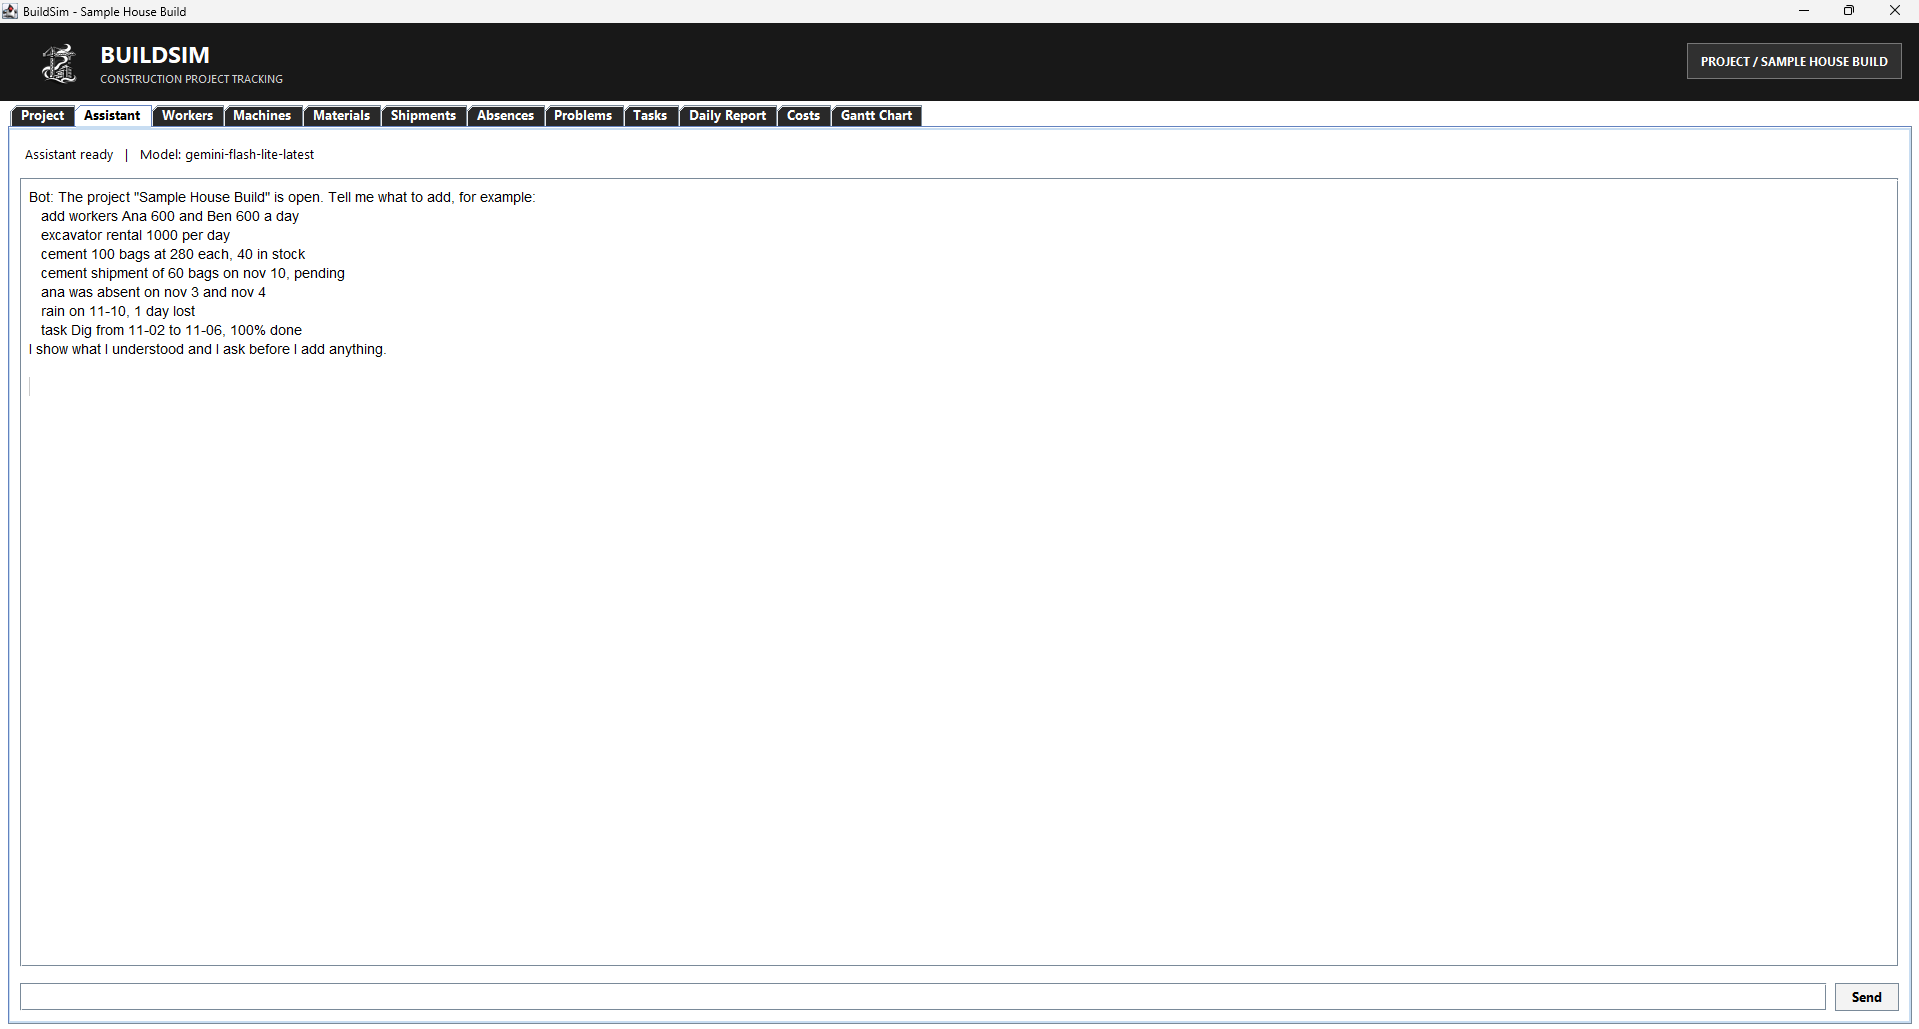 BuildSim - Sample House Build
BUILDSIM
CONSTRUCTION PROJECT TRACKING
PROJECT / SAMPLE HOUSE BUILD
Project Assistant Workers Machines Materials Shipments Absences Problems Tasks Daily Report Costs Gantt Chart
Assistant ready | Model: gemini-flash-lite-latest
Bot: The project "Sample House Build" is open. Tell me what to add, for example:
add workers Ana 600 and Ben 600 a day
excavator rental 1000 per day
cement 100 bags at 280 each, 40 in stock
cement shipment of 60 bags on nov 10, pending
ana was absent on nov 3 and nov 4
rain on 11-10, 1 day lost
task Dig from 11-02 to 11-06, 100% done
I show what I understood and I ask before I add anything.
Send